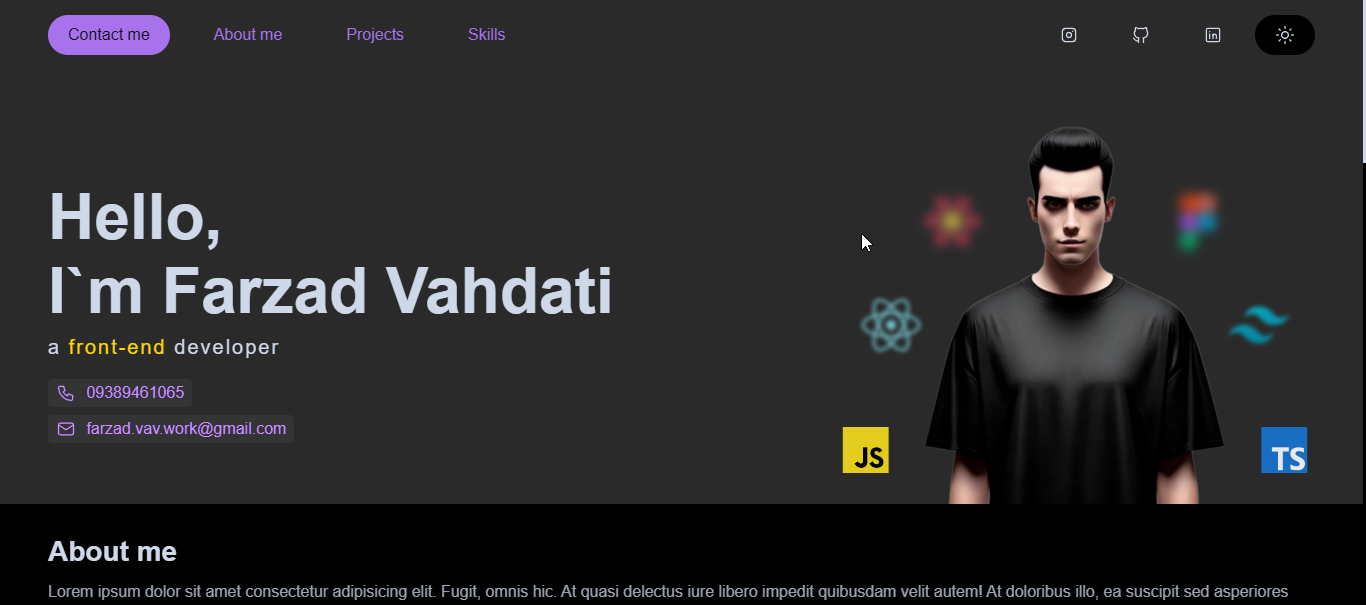 Contact me About me Projects Skills
Hello,
I`m Farzad Vahdati
a front-end developer
09389461065
farzad.vav.work@gmail.com
JS TS
About me
Lorem ipsum dolor sit amet consectetur adipisicing elit. Fugit, omnis hic. At quasi delectus iure libero impedit quibusdam velit autem! At doloribus illo, ea suscipit sed asperiores